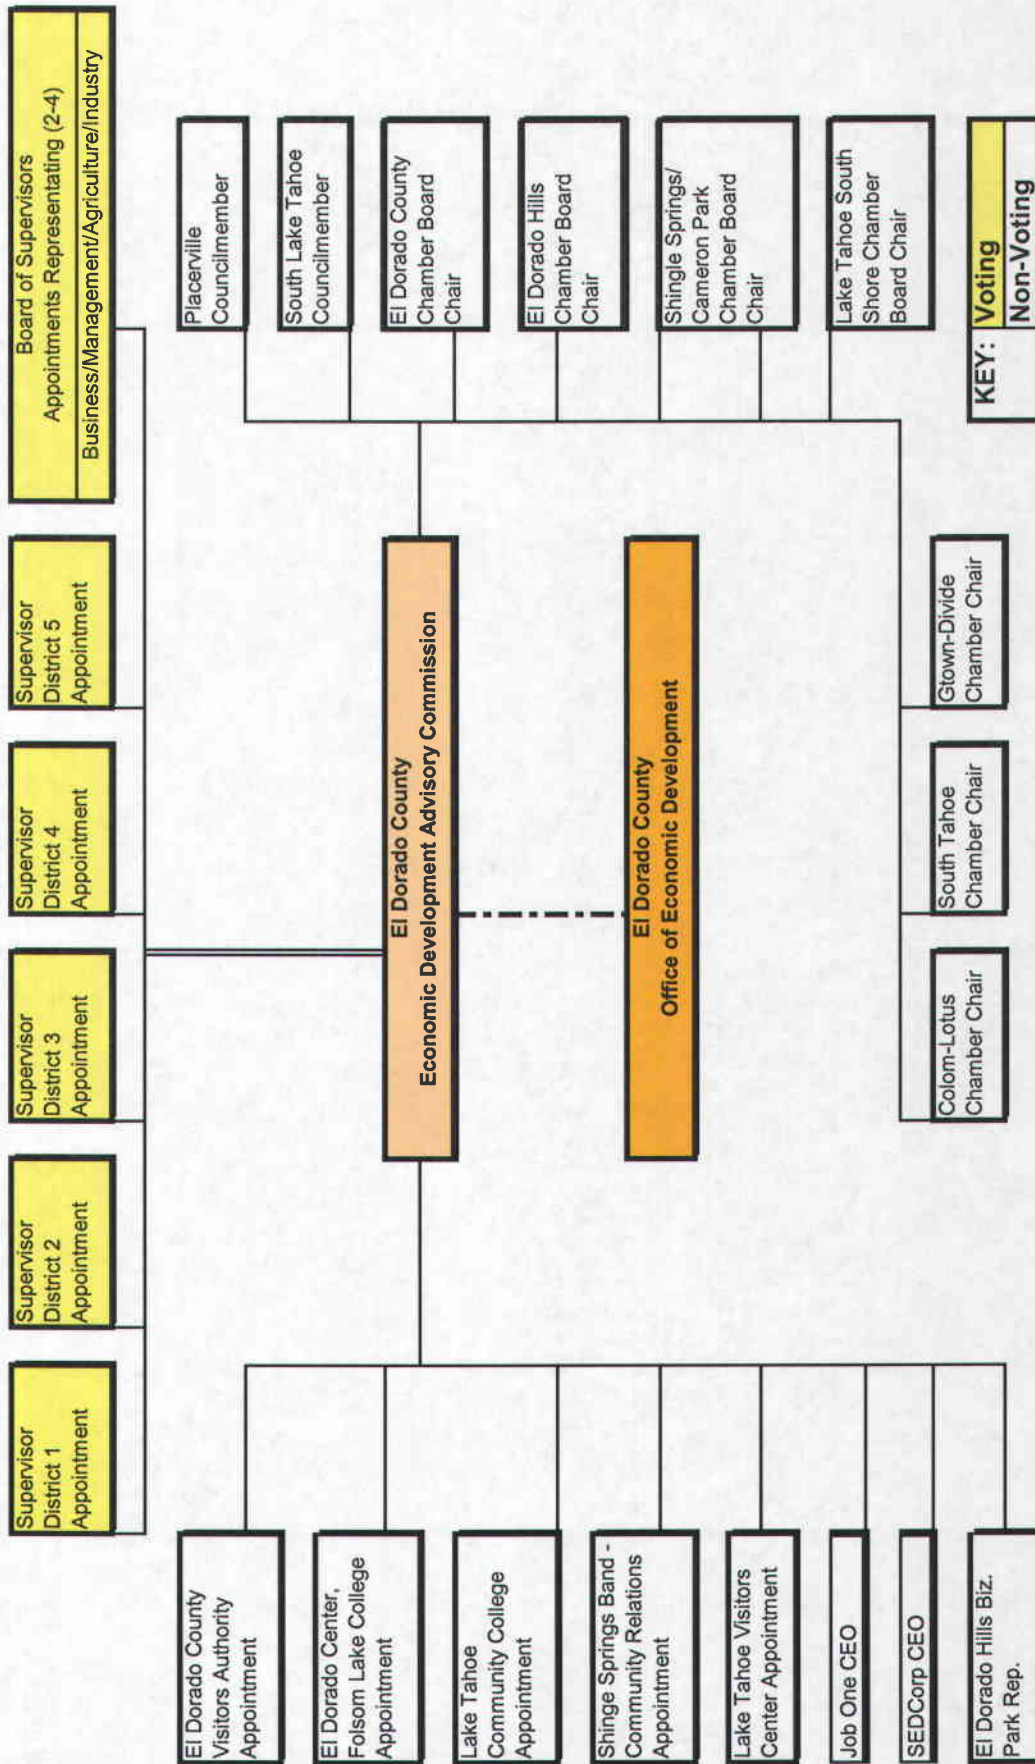 Supervisor
District 1
Appointment
Supervisor
District 2
Appointment
Supervisor
District 3
Appointment
Supervisor
District 4
Appointment
Supervisor
District 5
Appointment
Board of Supervisors
Appointments Representating (2-4)
Business/Management/Agriculture/Industry
El Dorado County
Visitors Authority
Appointment
El Dorado Center,
Folsom Lake College
Appointment
Lake Tahoe
Community College
Appointment
Shinge Springs Band -
Community Relations
Appointment
Lake Tahoe Visitors
Center Appointment
Job One CEO
SEDCorp CEO
El Dorado Hills Biz.
Park Rep.
El Dorado County
Economic Development Advisory Commission
El Dorado County
Office of Economic Development
Placerville
Councilmember
South Lake Tahoe
Councilmember
El Dorado County
Chamber Board
Chair
El Dorado Hills
Chamber Board
Chair
Shingle Springs/
Cameron Park
Chamber Board
Chair
Lake Tahoe South
Shore Chamber
Board Chair
Colom-Lotus
Chamber Chair
South Tahoe
Chamber Chair
Gtown-Divide
Chamber Chair
KEY: Voting
Non-Voting